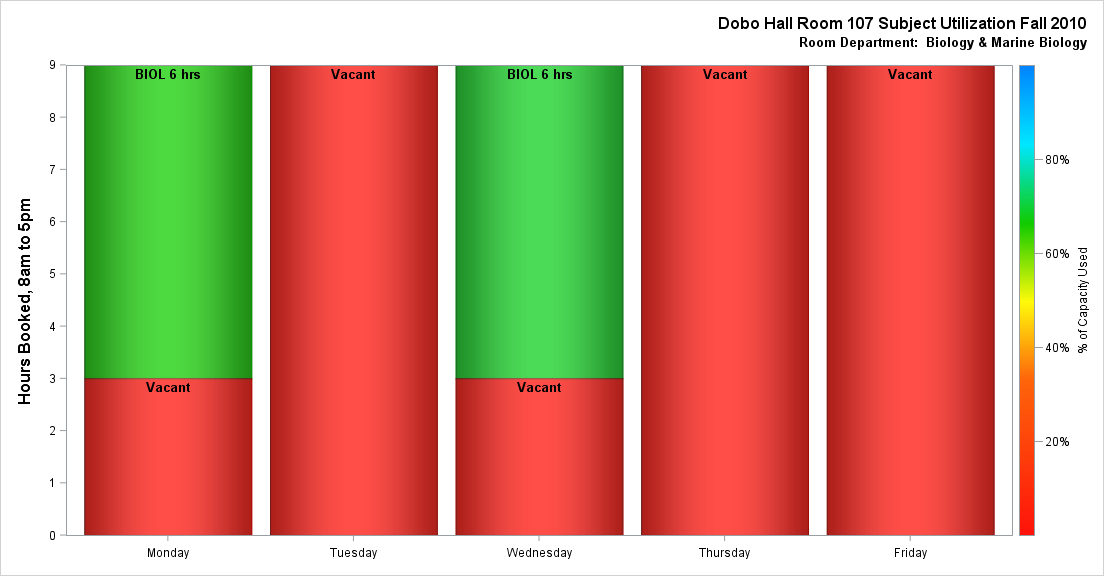 Dobo Hall Room 107 Subject Utilization Fall 2010
Room Department:  Biology & Marine Biology
Hours Booked, 8am to 5pm
9
8
7
6
5
4
3
2
1
0
BIOL 6 hrs
Vacant
Vacant
BIOL 6 hrs
Vacant
Vacant
Vacant
Monday
Tuesday
Wednesday
Thursday
Friday
80%
60%
40%
20%
% of Capacity Used